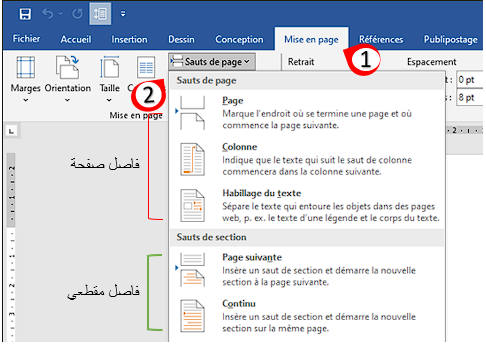 Fichier Accueil Insertion Dessin Conception Mise en page Références Publipostage
Sauts de page Retrait Espacement
1
2
Marges Orientation Taille
0 pt
8 pt
Mise en page
Sauts de page
Page
Marque l'endroit où se termine une page et où
commence la page suivante.
Colonne
Indique que le texte qui suit le saut de colonne
commencera dans la colonne suivante.
فاصل صفحة
Habillage du texte
Sépare le texte qui entoure les objets dans des pages
web, p. ex. le texte d'une légende et le corps du texte.
Sauts de section
Page suivante
Insère un saut de section et démarre la nouvelle
section à la page suivante.
فاصل مقطعي
Continu
Insère un saut de section et démarre la nouvelle
section sur la même page.